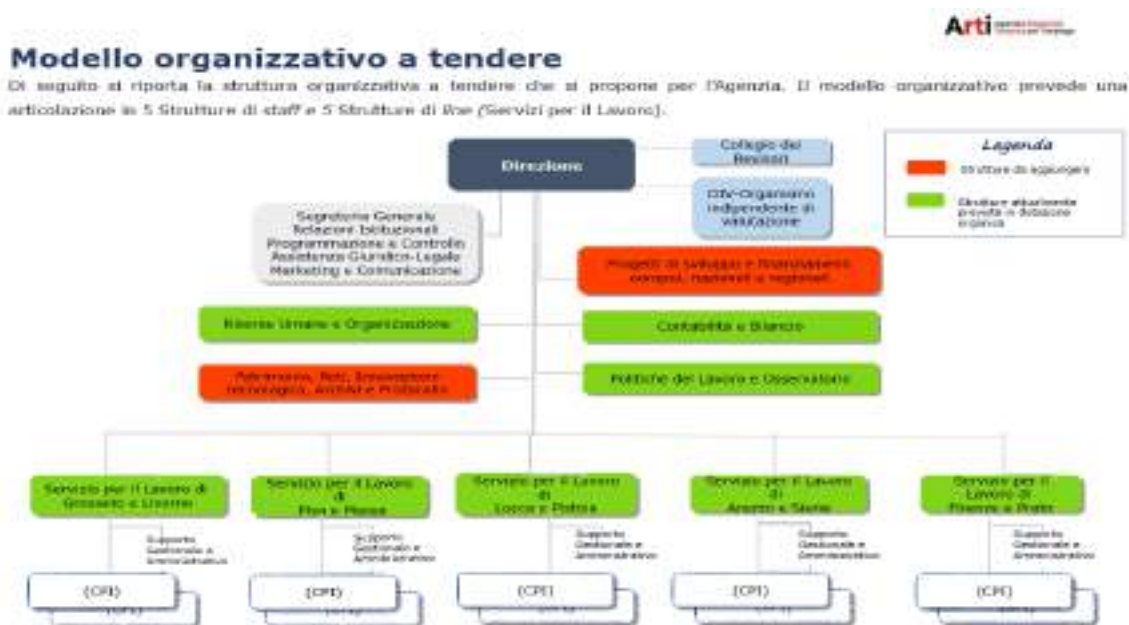 Arti
Modello organizzativo a tendere
Di seguito si riporta la struttura organizzativa a tendere che si propone per l'Agenzia. Il modello organizzativo prevede una
articolazione in 5 Strutture di staff e 5 Strutture di line (Servizi per il Lavoro).
Direzione
Collegio dei
Revisori
OIV-Organismo
indipendente di
valutazione
Legenda
Strutture da aggiungere
Strutture attualmente
previste in dotazione
organica
Segreteria Generale
Relazioni Istituzionali
Programmazione e Controllo
Assistenza Giuridico-Legale
Marketing e Comunicazione
Progetti di sviluppo e finanziamenti
europei, nazionali e regionali
Risorse Umane e Organizzazione
Contabilità e Bilancio
Patrimonio, Reti, Innovazione
tecnologica, Archivi e Protocollo
Politiche del Lavoro e Osservatorio
Servizio per il Lavoro di
Grosseto e Livorno
Servizio per il Lavoro
di
Pisa e Massa
Servizio per il Lavoro
di
Lucca e Pistoia
Servizio per il Lavoro
di
Arezzo e Siena
Servizio per il
Lavoro di
Firenze e Prato
Supporto
Gestionale e
Amministrativo
Supporto
Gestionale e
Amministrativo
Supporto
Gestionale e
Amministrativo
Supporto
Gestionale e
Amministrativo
Supporto
Gestionale e
Amministrativo
(CPI)
(CPI)
(CPI)
(CPI)
(CPI)